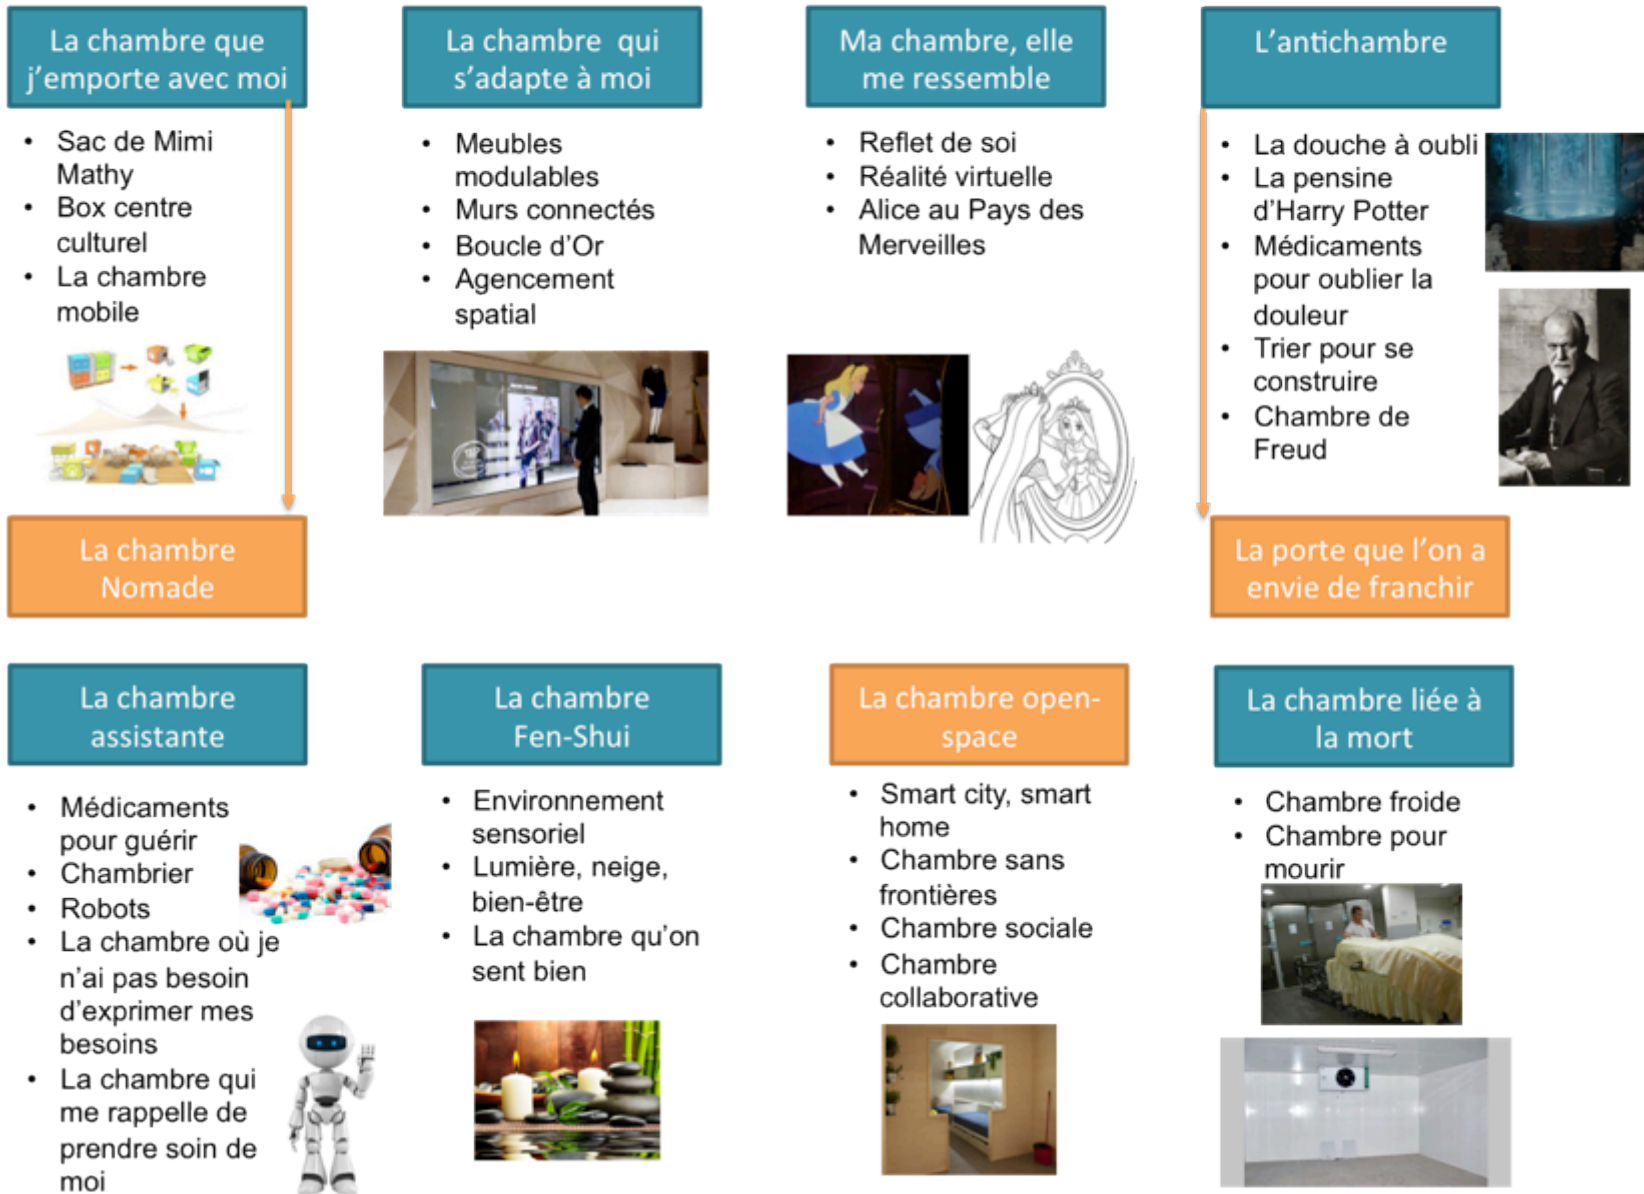 La chambre que
j'emporte avec moi
• Sac de Mimi
Mathy
• Box centre
culturel
• La chambre
mobile
La chambre
Nomade
La chambre qui
s'adapte à moi
• Meubles
modulables
• Murs connectés
• Boucle d'Or
• Agencement
spatial
Ma chambre, elle
me ressemble
• Reflet de soi
• Réalité virtuelle
• Alice au Pays des
Merveilles
L'antichambre
• La douche à oubli
• La pensine
d'Harry Potter
• Médicaments
pour oublier la
douleur
• Trier pour se
construire
• Chambre de
Freud
La porte que l'on a
envie de franchir
La chambre
assistante
• Médicaments
pour guérir
• Chambrier
• Robots
• La chambre où je
n'ai pas besoin
d'exprimer mes
besoins
• La chambre qui
me rappelle de
prendre soin de
moi
La chambre
Fen-Shui
• Environnement
sensoriel
• Lumière, neige,
bien-être
• La chambre qu'on
sent bien
La chambre open-
space
• Smart city, smart
home
• Chambre sans
frontières
• Chambre sociale
• Chambre
collaborative
La chambre liée à
la mort
• Chambre froide
• Chambre pour
mourir